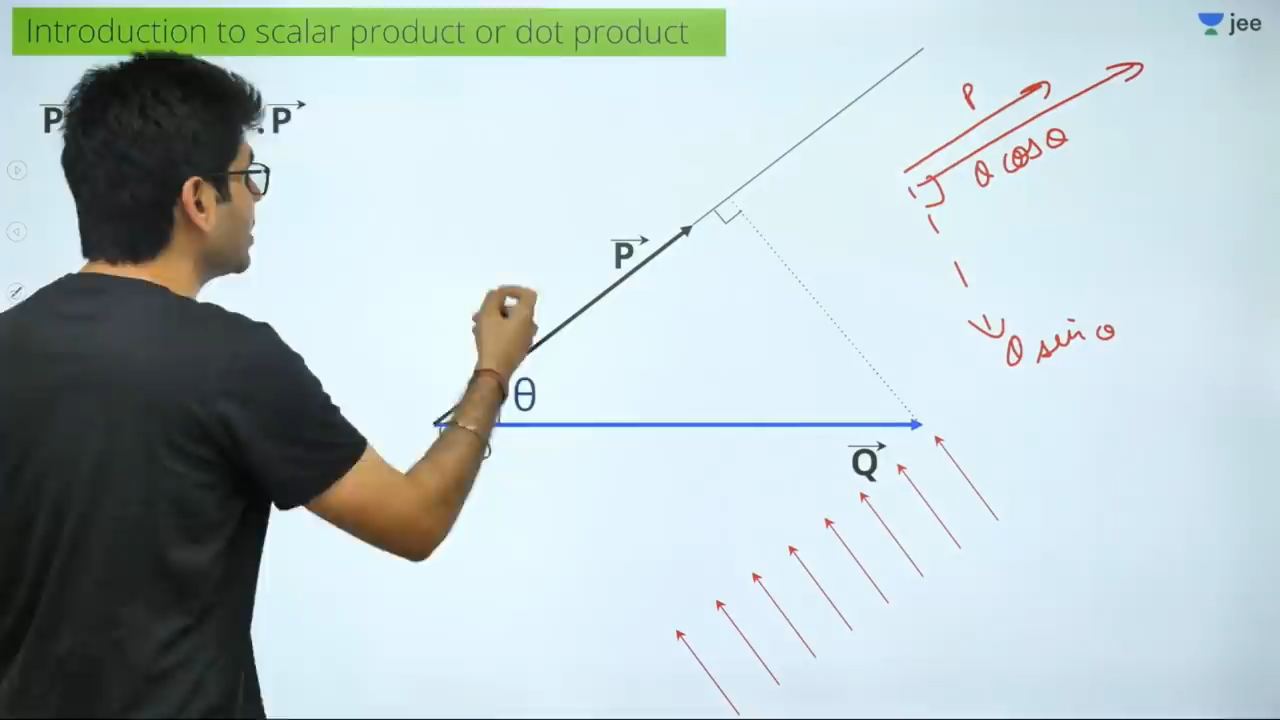 Introduction to scalar product or dot product
jee
P . P
P
Q cos θ
P
θ
Q sin θ
Q